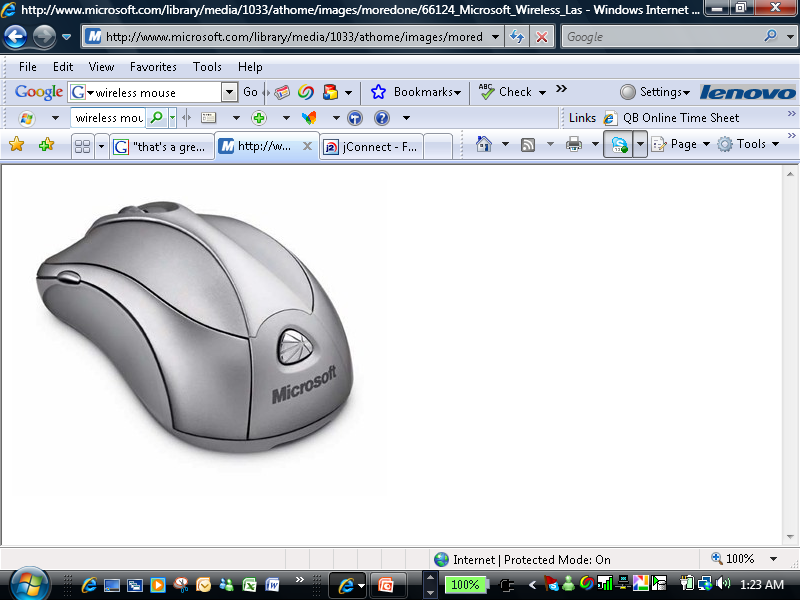 http://www.microsoft.com/library/media/1033/athome/images/moredone/66124_Microsoft_Wireless_Las - Windows Internet ...
http://www.microsoft.com/library/media/1033/athome/images/mored
Google
File Edit View Favorites Tools Help
Google G wireless mouse Go Bookmarks ABC Check » Settings lenovo
wireless mou Links QB Online Time Sheet »
G "that's a gre... M http://w... X j2 jConnect - F... Page Tools »
Microsoft
Internet | Protected Mode: On 100%
» 100% < 1:23 AM